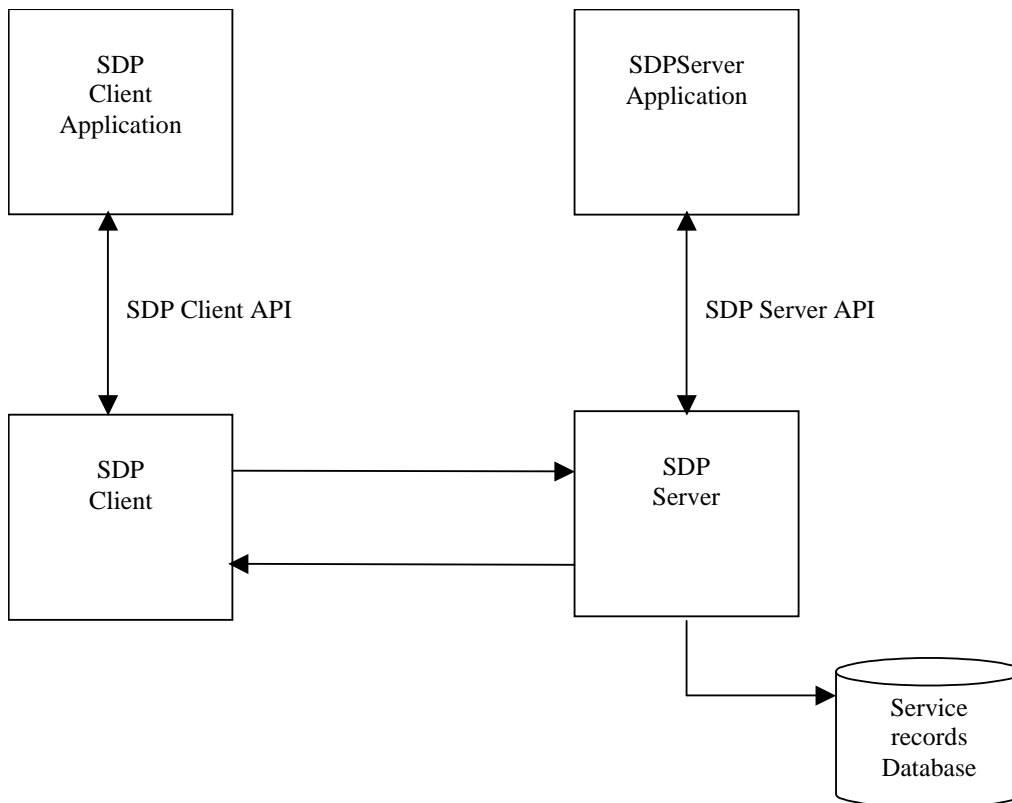 SDP
Client
Application
SDPServer
Application
SDP Client API
SDP Server API
SDP
Client
SDP
Server
Service
records
Database